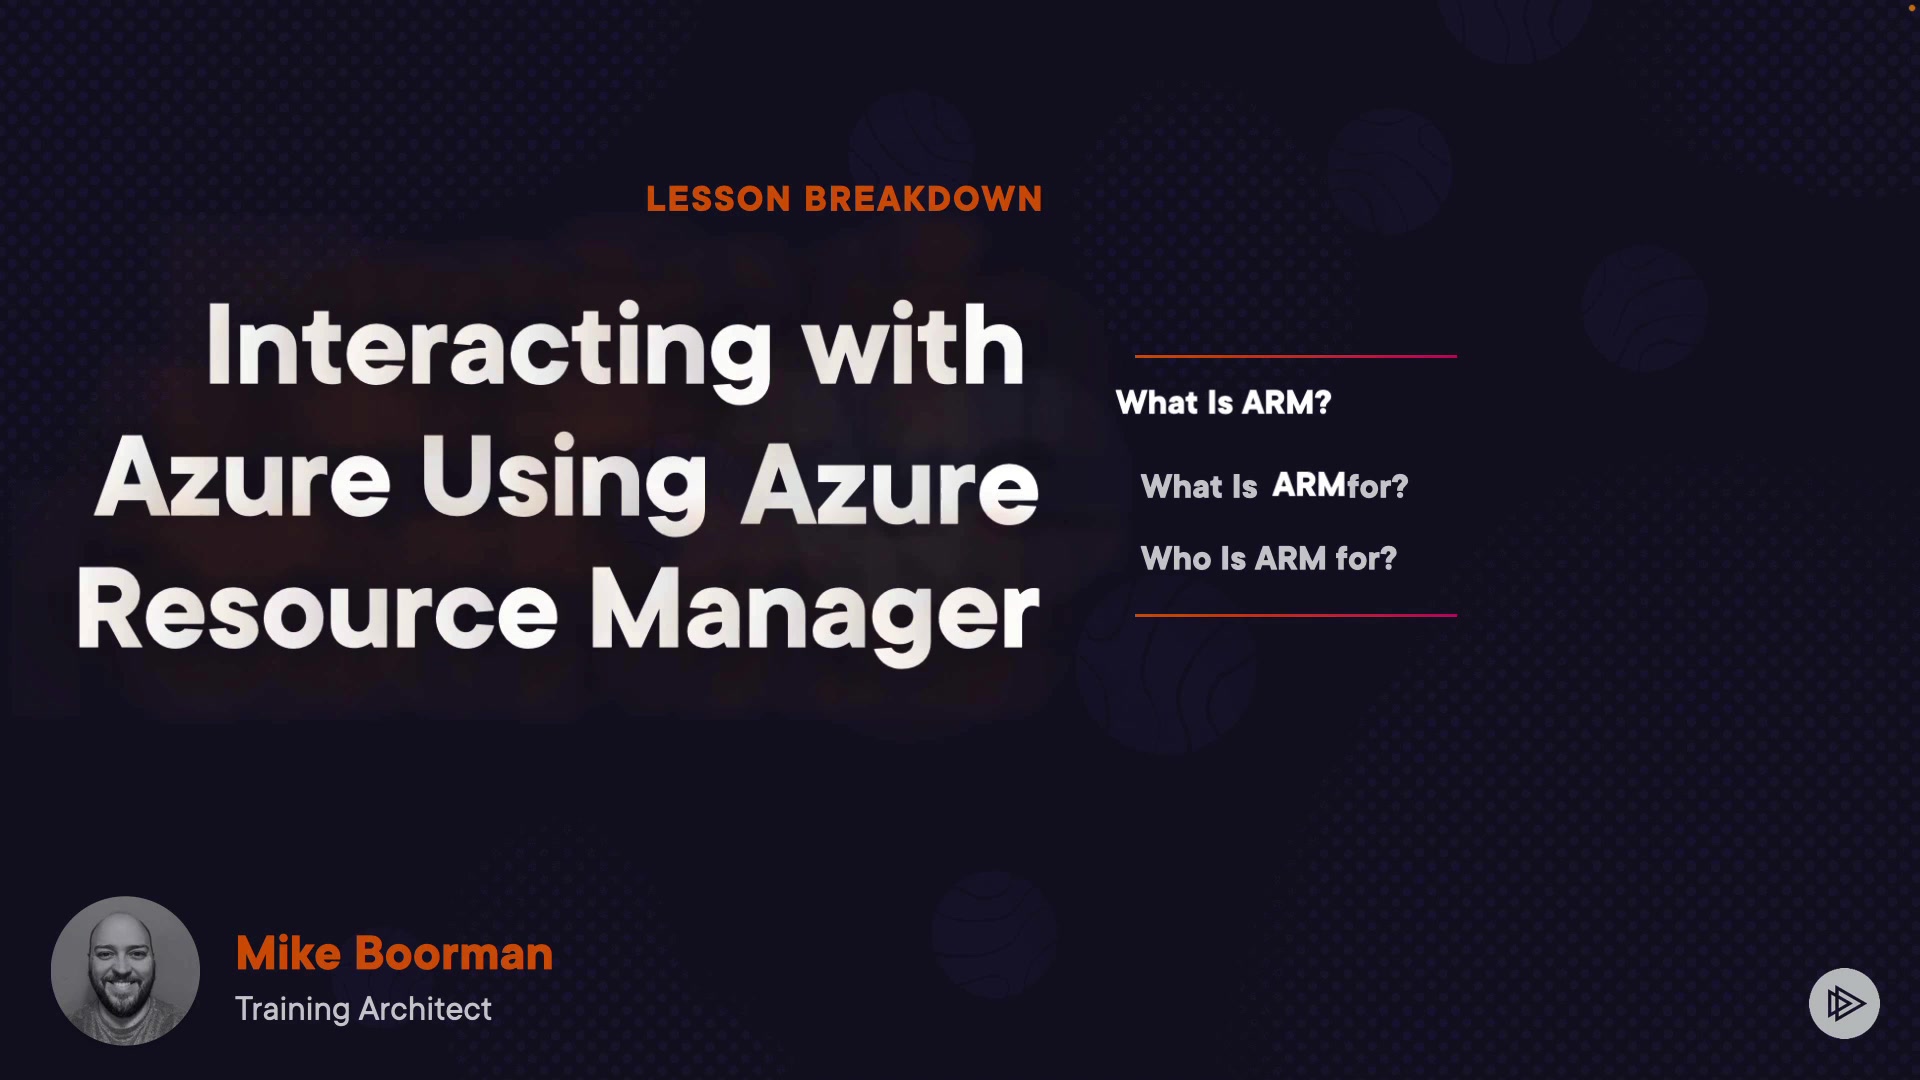 LESSON BREAKDOWN
Interacting with
Azure Using Azure
Resource Manager
What Is ARM?
What Is ARMfor?
Who Is ARM for?
Mike Boorman
Training Architect